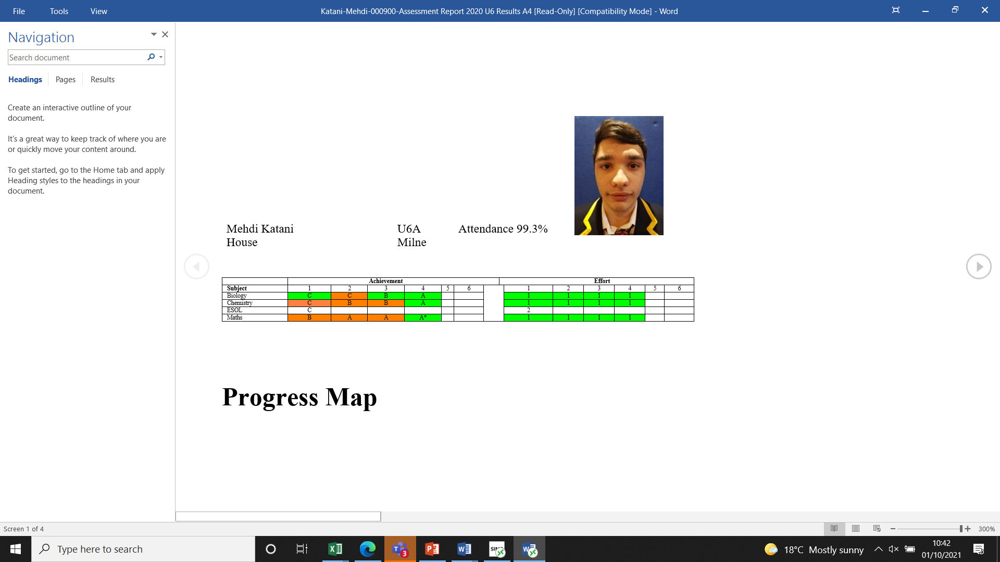 File Tools View Katani-Mehdi-000900-Assessment Report 2020 U6 Results A4 [Read-Only] [Compatibility Mode] - Word
Navigation
Search document
Headings Pages Results
Create an interactive outline of your
document.
It's a great way to keep track of where you are
or quickly move your content around.
To get started, go to the Home tab and apply
Heading styles to the headings in your
document.
Mehdi Katani U6A Attendance 99.3%
House Milne
Achievement Effort
Subject 1 2 3 4 5 6 1 2 3 4 5 6
Biology C C B A 1 1 1 1
Chemistry C B B A 1 1 1 1
ESOL C 2
Maths B A A A* 1 1 1 1
Progress Map
Screen 1 of 4 300%
Type here to search 3 18°C Mostly sunny 10:42
01/10/2021